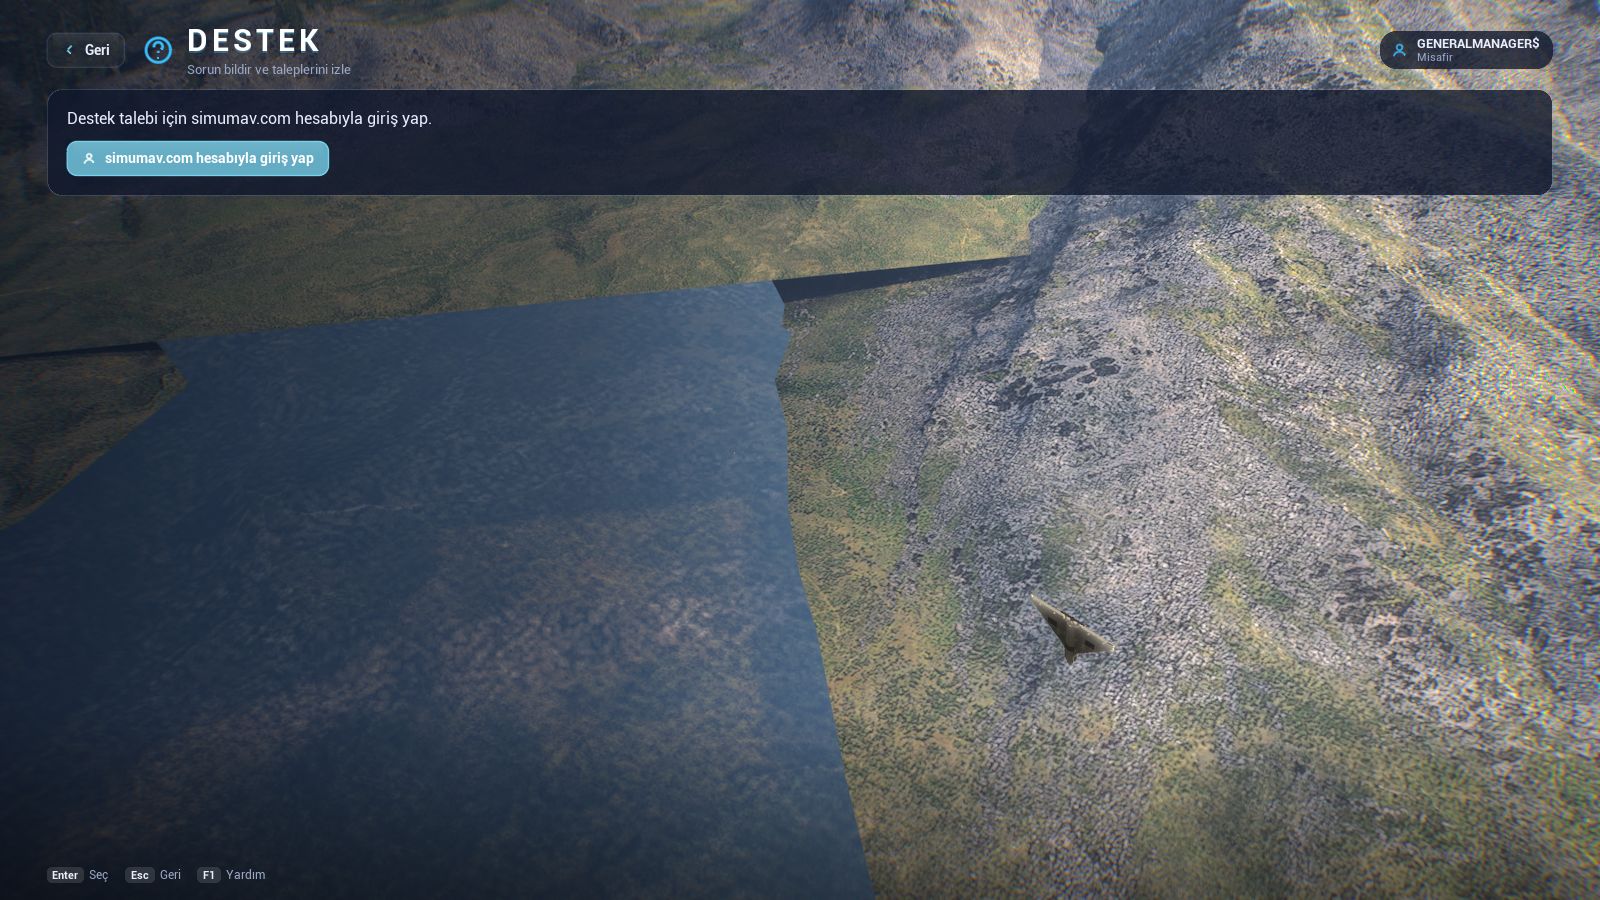 Geri
DESTEK
Sorun bildir ve taleplerini izle
GENERALMANAGER$
Misafir
Destek talebi için simumav.com hesabıyla giriş yap.
simumav.com hesabıyla giriş yap
Enter Seç Esc Geri F1 Yardım